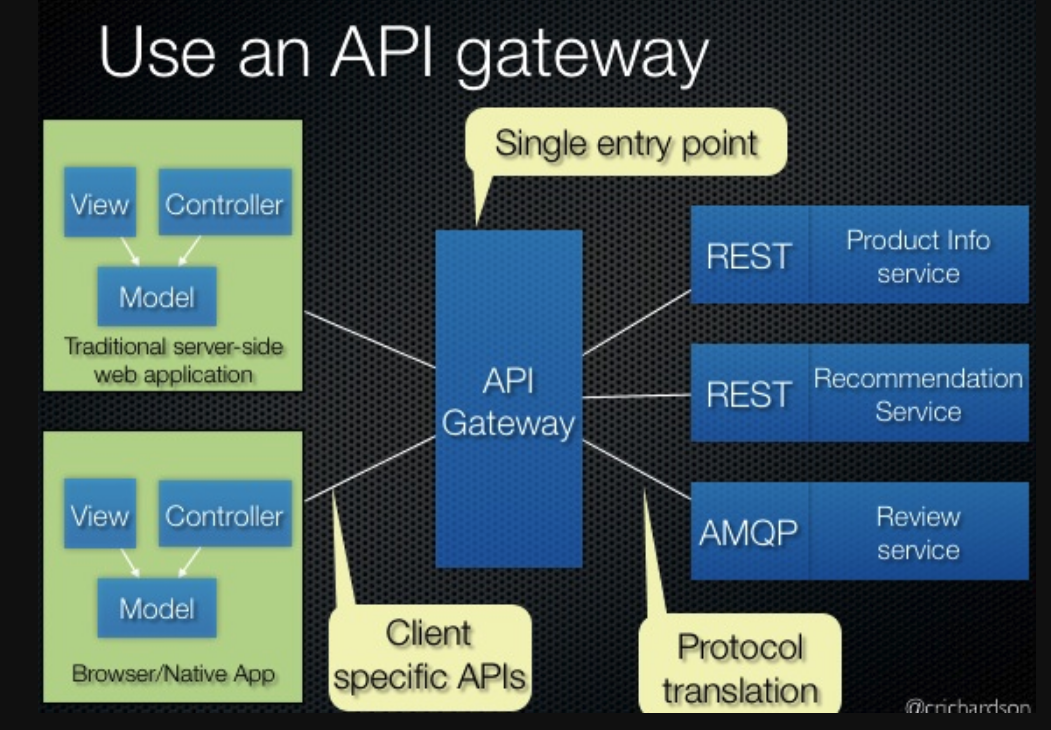 Use an API gateway
Single entry point
View
Controller
Model
Traditional server-side
web application
View
Controller
Model
Browser/Native App
API
Gateway
Client
specific APIs
Protocol
translation
REST
Product Info
service
REST
Recommendation
Service
AMQP
Review
service
@crichardson